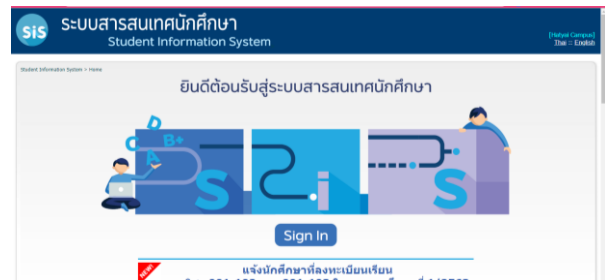 sis ระบบสารสนเทศนักศึกษา
Student Information System
[Hatyai Campus]
Thai :: English
Student Information System > Home
ยินดีต้อนรับสู่ระบบสารสนเทศนักศึกษา
D
C B+
A
S i S
Sign In
NEW!
แจ้งนักศึกษาที่ลงทะเบียนเรียน